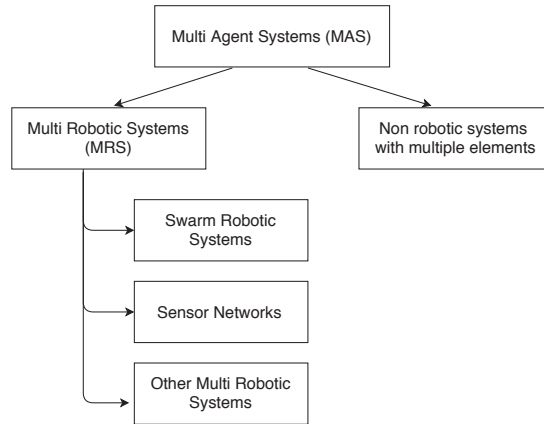 Multi Agent Systems (MAS)
Multi Robotic Systems
(MRS)
Non robotic systems
with multiple elements
Swarm Robotic
Systems
Sensor Networks
Other Multi Robotic
Systems